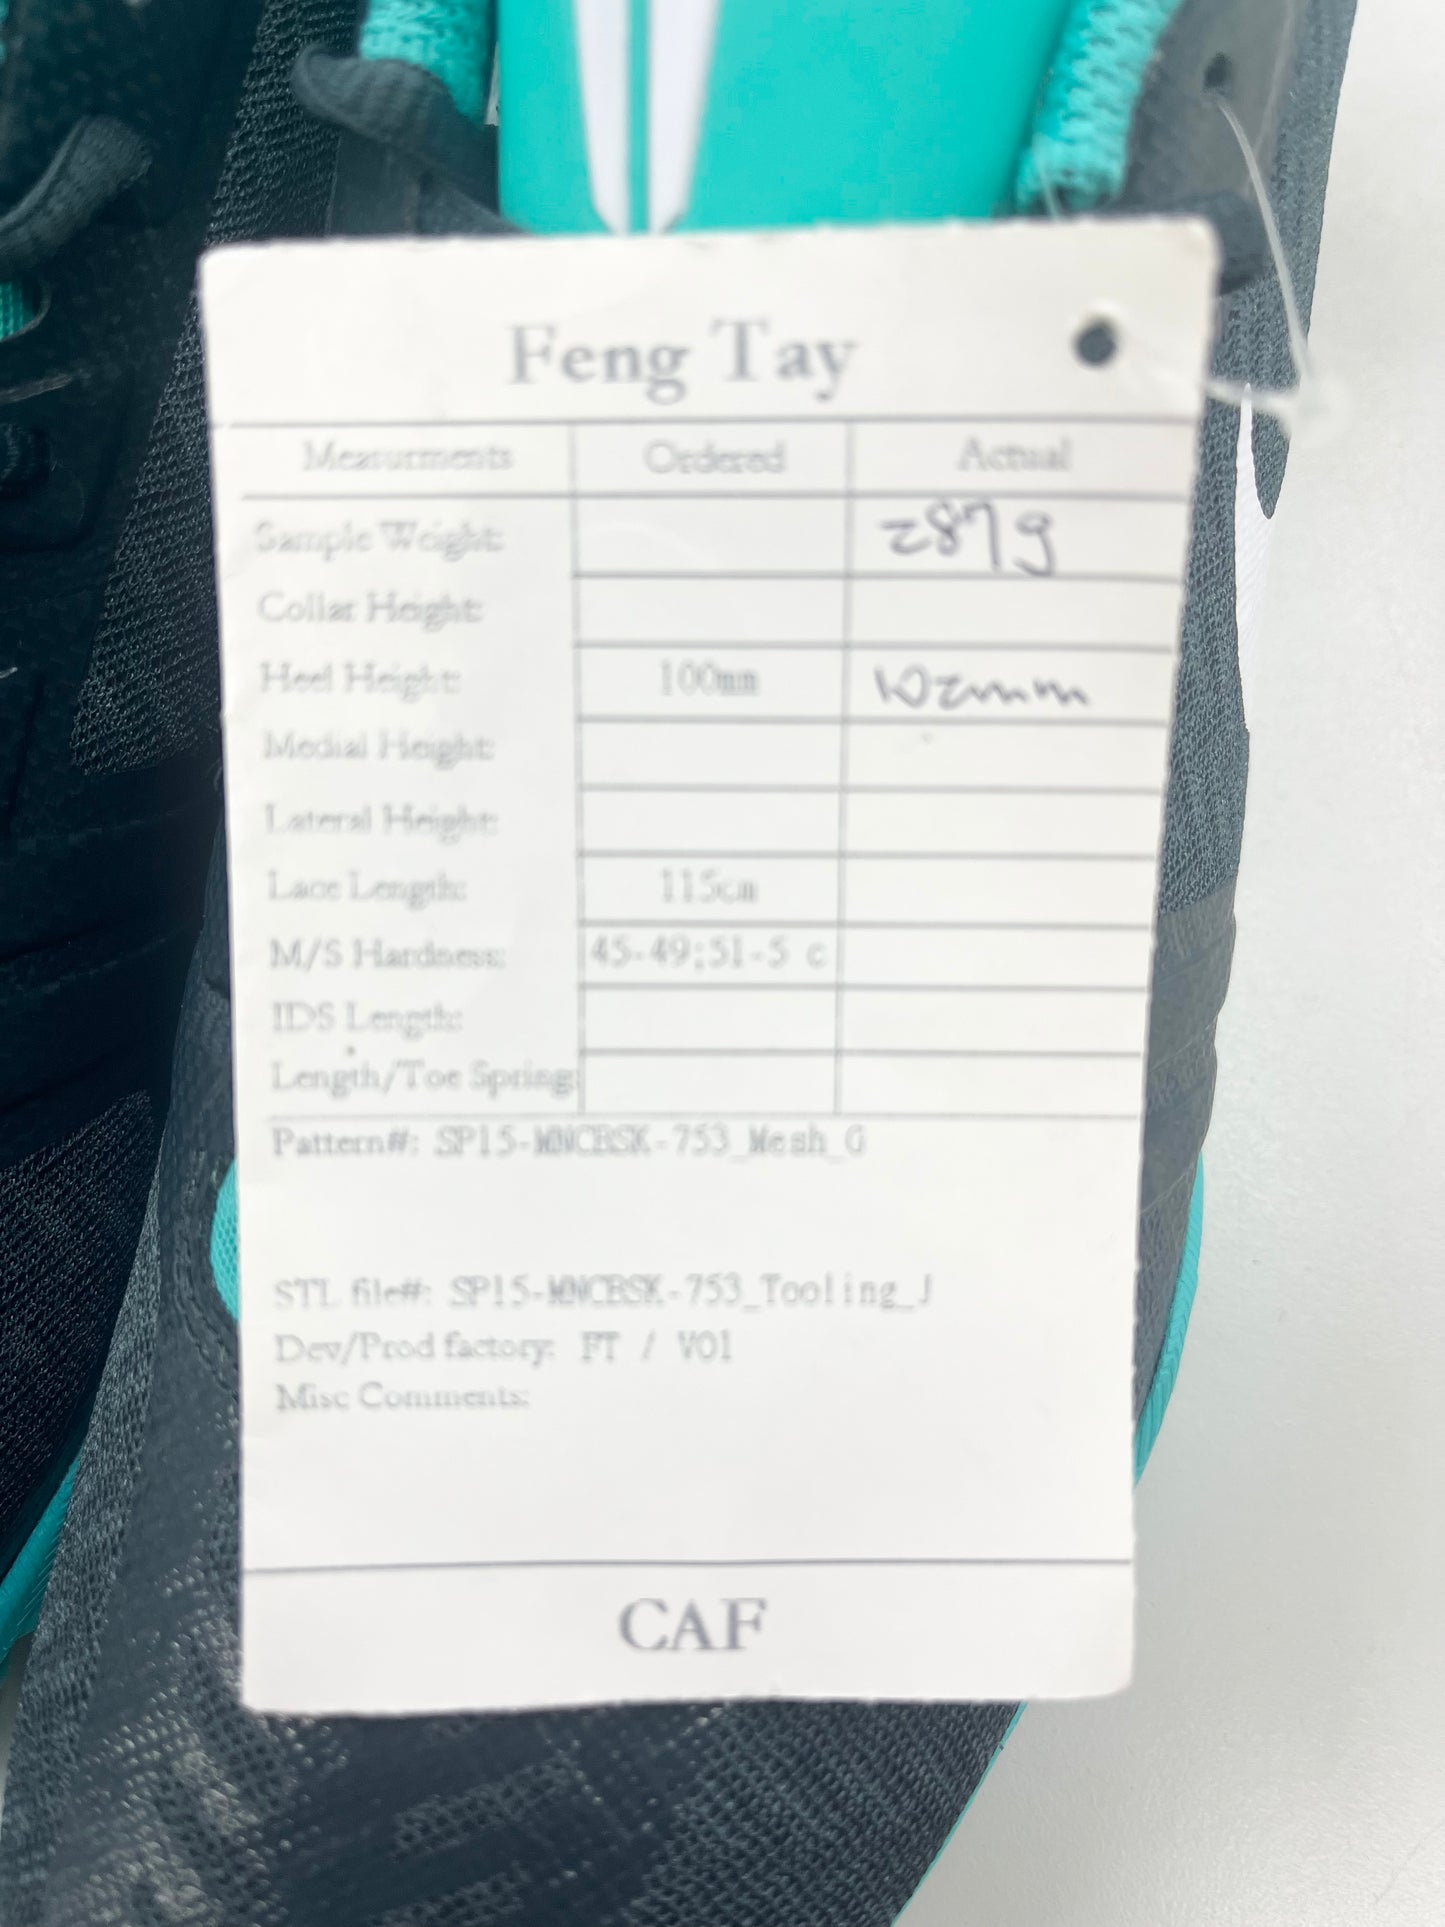 Feng Tay
Measurments Ordered Actual
Sample Weight: 287g
Collar Height:
Heel Height: 100mm 102mm
Medial Height:
Lateral Height:
Lace Length: 115cm
M/S Hardness: 45-49;51-5 c
IDS Length:
Length/Toe Spring:
Pattern#: SP15-MNCBSK-753_Mesh_G
STL file#: SP15-MNCBSK-753_Tooling_J
Dev/Prod factory: FT / VO1
Misc Comments:
CAF